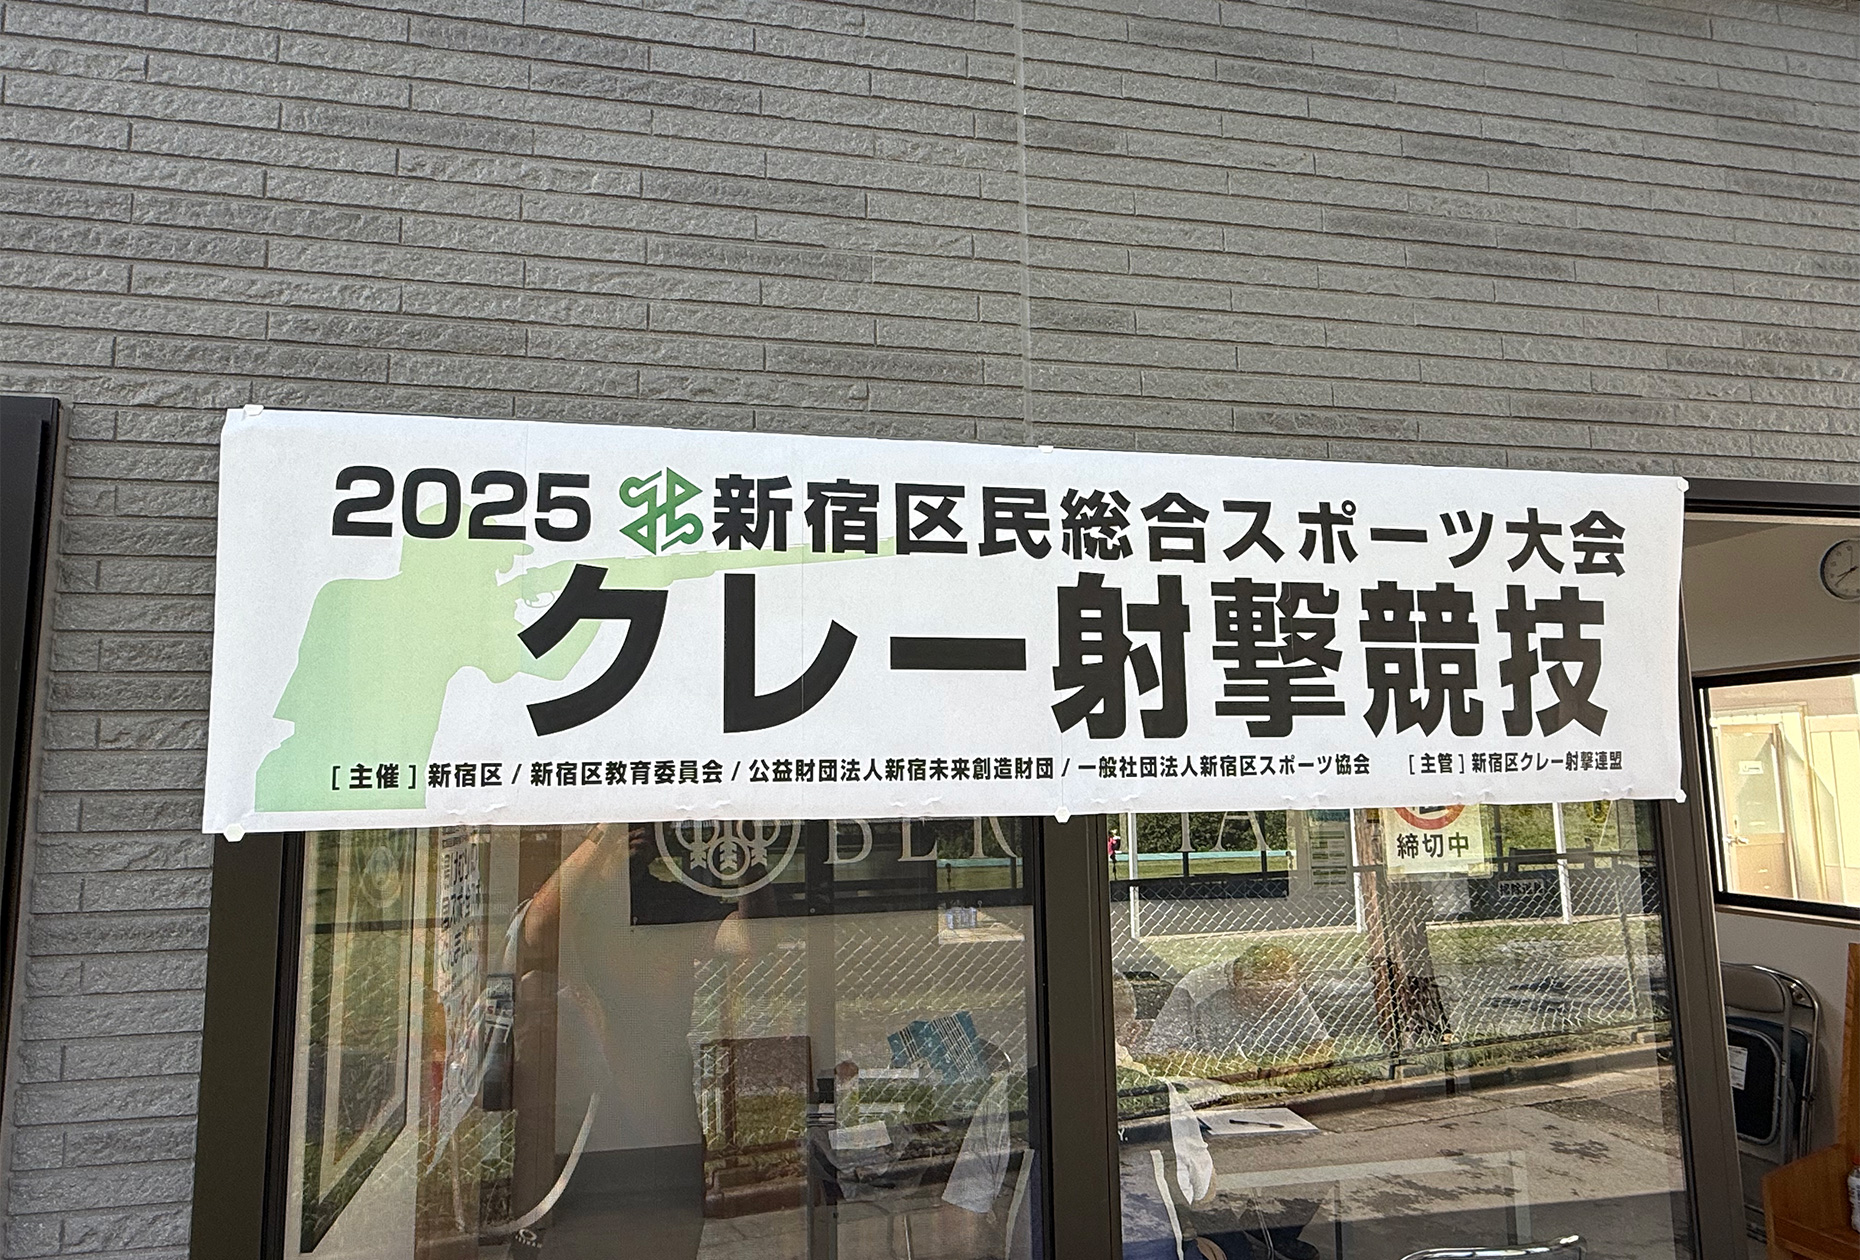 2025 新宿区民総合スポーツ大会
クレー射撃競技
[ 主催 ] 新宿区 / 新宿区教育委員会 / 公益財団法人新宿未来創造財団 / 一般社団法人新宿区スポーツ協会 [ 主管 ] 新宿区クレー射撃連盟
締切中